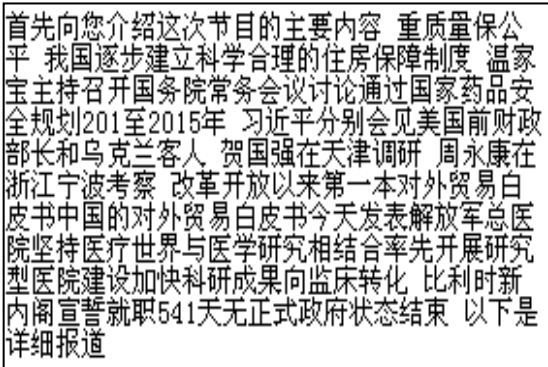 首先向您介绍这次节目的主要内容 重质量保公
平 我国逐步建立科学合理的住房保障制度 温家
宝主持召开国务院常务会议讨论通过国家药品安
全规划201至2015年 习近平分别会见美国前财政
部长和乌克兰客人 贺国强在天津调研 周永康在
浙江宁波考察 改革开放以来第一本对外贸易白
皮书中国的对外贸易白皮书今天发表解放军总医
院坚持医疗世界与医学研究相结合率先开展研究
型医院建设加快科研成果向监床转化 比利时新
内阁宣誓就职541天无正式政府状态结束 以下是
详细报道